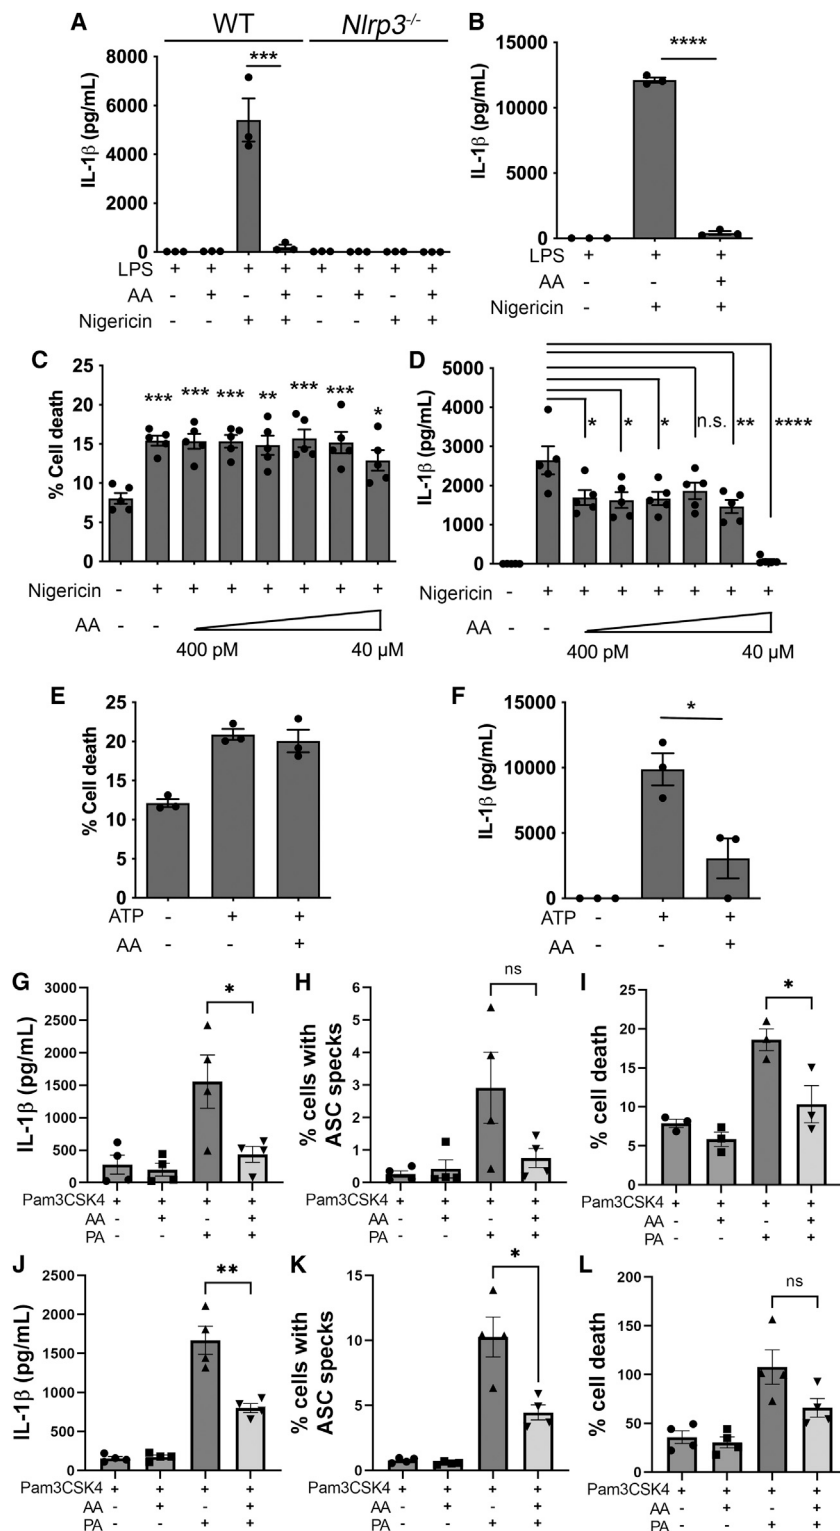 A
WT
Nlrp3-/-
IL-1β (pg/mL)
8000
6000
4000
2000
0
***
LPS + + + + + + + +
AA - + - + - + - +
Nigericin - - + + - - + +
B
IL-1β (pg/mL)
15000
10000
5000
0
****
LPS + + +
AA - - +
Nigericin - + +
C
% Cell death
25
20
15
10
5
0
*** *** *** ** *** *** *
Nigericin - + + + + + + +
AA - -
400 pM 40 μM
D
IL-1β (pg/mL)
5000
4000
3000
2000
1000
0
* * * n.s. ** ****
Nigericin - + + + + + + +
AA - -
400 pM 40 μM
E
% Cell death
25
20
15
10
5
0
ATP - + +
AA - - +
F
IL-1β (pg/mL)
15000
10000
5000
0
*
ATP - + +
AA - - +
G
IL-1β (pg/mL)
3000
2500
2000
1500
1000
500
0
*
Pam3CSK4 + + + +
AA - + - +
PA - - + +
H
% cells with
ASC specks
6
5
4
3
2
1
0
ns
Pam3CSK4 + + + +
AA - + - +
PA - - + +
I
% cell death
25
20
15
10
5
0
*
Pam3CSK4 + + + +
AA - + - +
PA - - + +
J
IL-1β (pg/mL)
2500
2000
1500
1000
500
0
**
Pam3CSK4 + + + +
AA - + - +
PA - - + +
K
% cells with
ASC specks
15
10
5
0
*
Pam3CSK4 + + + +
AA - + - +
PA - - + +
L
% cell death
200
150
100
50
0
ns
Pam3CSK4 + + + +
AA - + - +
PA - - + +